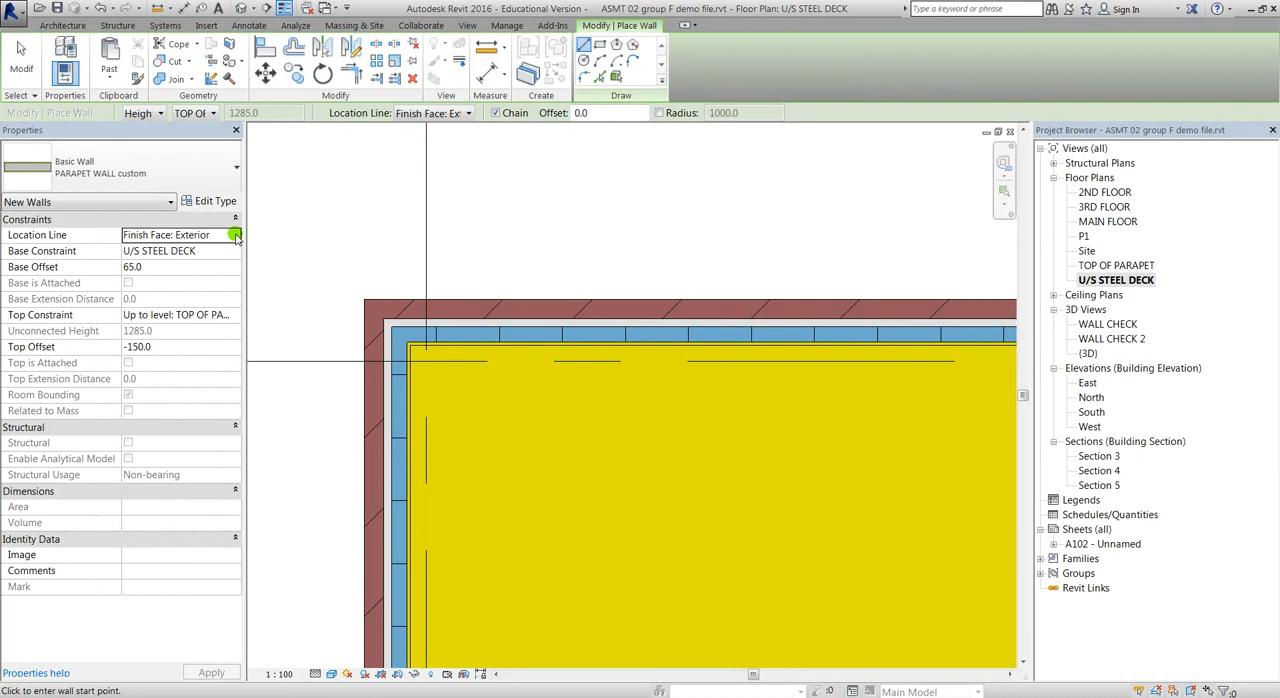 Autodesk Revit 2016 - Educational Version - ASMT 02 group F demo file.rvt - Floor Plan: U/S STEEL DECK
Type a keyword or phrase
Sign In
Architecture Structure Systems Insert Annotate Analyze Massing & Site Collaborate View Manage Add-Ins Modify | Place Wall
Modify Paste Cope Cut Join
Select Properties Clipboard Geometry Modify View Measure Create Draw
Modify | Place Wall Heigh TOP OF 1285.0 Location Line: Finish Face: Ex Chain Offset: 0.0 Radius: 1000.0
Properties
Basic Wall
PARAPET WALL custom
New Walls Edit Type
Constraints
Location Line Finish Face: Exterior
Base Constraint U/S STEEL DECK
Base Offset 65.0
Base is Attached
Base Extension Distance 0.0
Top Constraint Up to level: TOP OF PA...
Unconnected Height 1285.0
Top Offset -150.0
Top is Attached
Top Extension Distance 0.0
Room Bounding
Related to Mass
Structural
Structural
Enable Analytical Model
Structural Usage Non-bearing
Dimensions
Area
Volume
Identity Data
Image
Comments
Mark
Properties help Apply
Click to enter wall start point.
1 : 100
:0 Main Model
Project Browser - ASMT 02 group F demo file.rvt
Views (all)
Structural Plans
Floor Plans
2ND FLOOR
3RD FLOOR
MAIN FLOOR
P1
Site
TOP OF PARAPET
U/S STEEL DECK
Ceiling Plans
3D Views
WALL CHECK
WALL CHECK 2
{3D}
Elevations (Building Elevation)
East
North
South
West
Sections (Building Section)
Section 3
Section 4
Section 5
Legends
Schedules/Quantities
Sheets (all)
A102 - Unnamed
Families
Groups
Revit Links